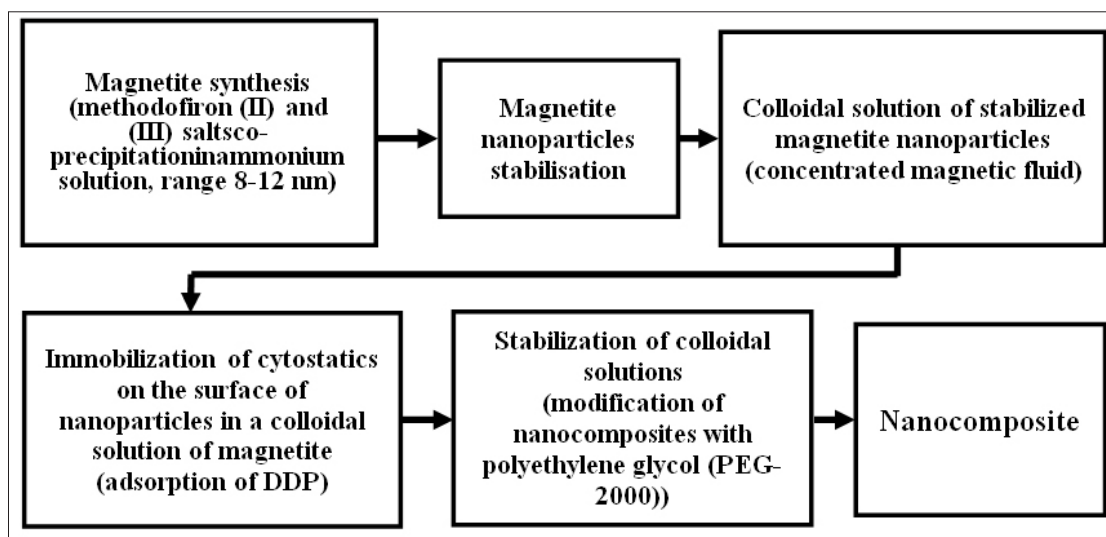 Magnetite synthesis
(methodofiron (II) and
(III) saltsco-
precipitationinammonium
solution, range 8-12 nm)
Magnetite
nanoparticles
stabilisation
Colloidal solution of stabilized
magnetite nanoparticles
(concentrated magnetic fluid)
Immobilization of cytostatics
on the surface of
nanoparticles in a colloidal
solution of magnetite
(adsorption of DDP)
Stabilization of colloidal
solutions
(modification of
nanocomposites with
polyethylene glycol (PEG-
2000))
Nanocomposite